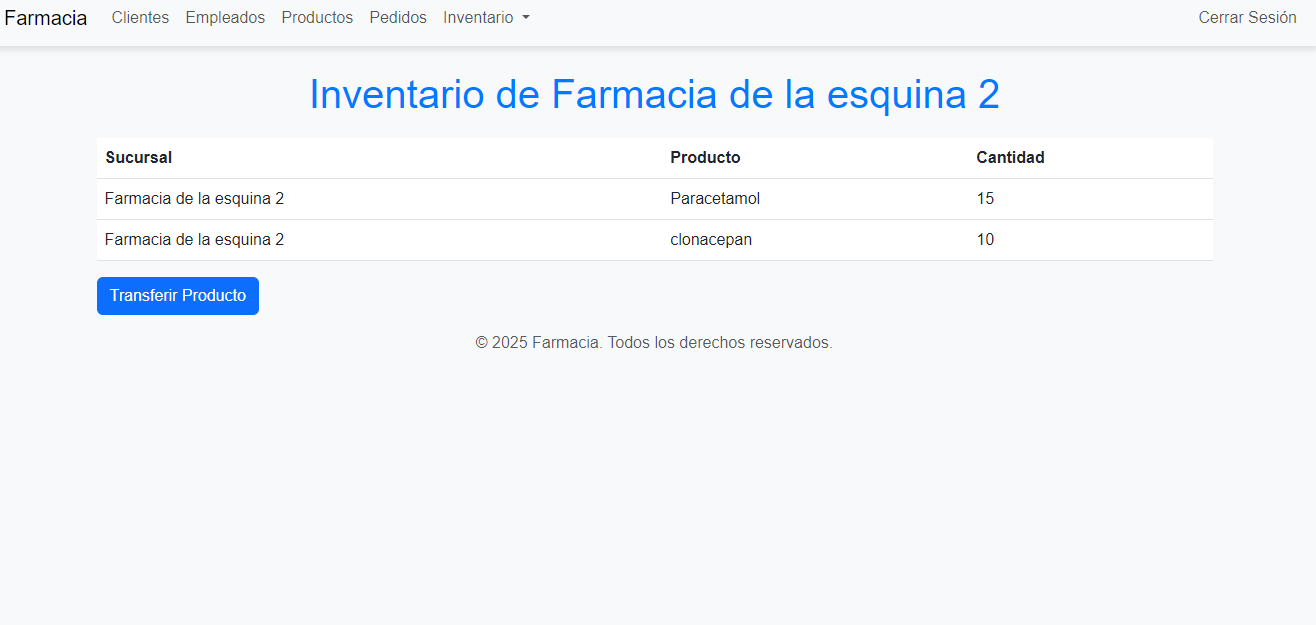 Farmacia Clientes Empleados Productos Pedidos Inventario Cerrar Sesión
Inventario de Farmacia de la esquina 2
Sucursal Producto Cantidad
Farmacia de la esquina 2 Paracetamol 15
Farmacia de la esquina 2 clonacepan 10
Transferir Producto
© 2025 Farmacia. Todos los derechos reservados.